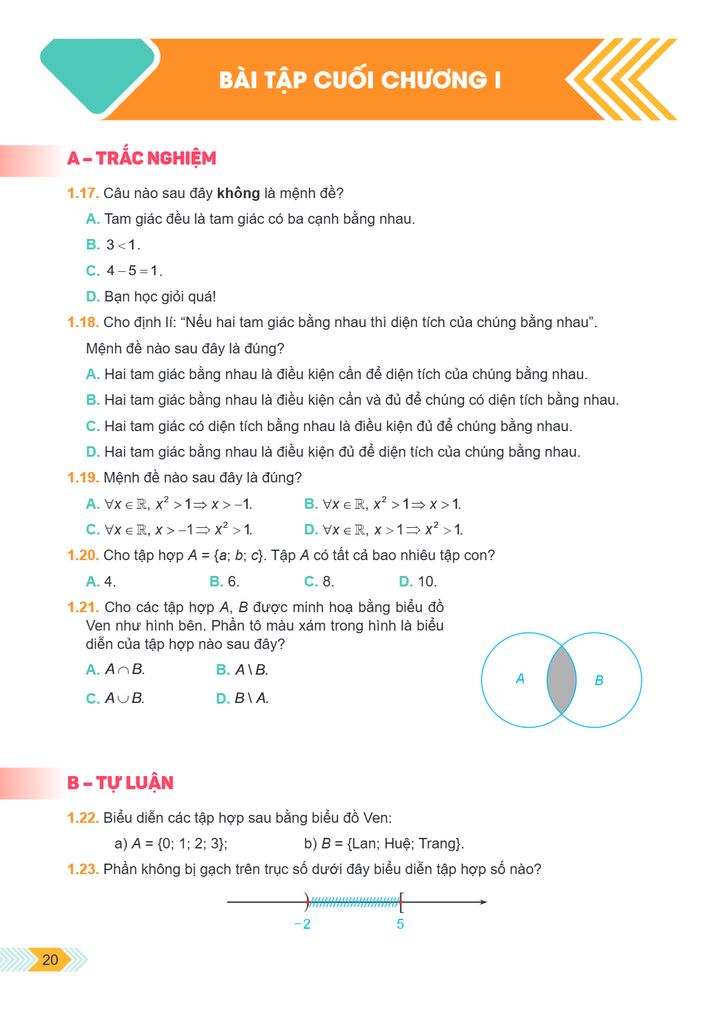 BÀI TẬP CUỐI CHƯƠNG I
A – TRẮC NGHIỆM
1.17. Câu nào sau đây không là mệnh đề?
A. Tam giác đều là tam giác có ba cạnh bằng nhau.
B. 3 < 1.
C. 4 – 5 = 1.
D. Bạn học giỏi quá!
1.18. Cho định lí: “Nếu hai tam giác bằng nhau thì diện tích của chúng bằng nhau”.
Mệnh đề nào sau đây là đúng?
A. Hai tam giác bằng nhau là điều kiện cần để diện tích của chúng bằng nhau.
B. Hai tam giác bằng nhau là điều kiện cần và đủ để chúng có diện tích bằng nhau.
C. Hai tam giác có diện tích bằng nhau là điều kiện đủ để chúng bằng nhau.
D. Hai tam giác bằng nhau là điều kiện đủ để diện tích của chúng bằng nhau.
1.19. Mệnh đề nào sau đây là đúng?
A. ∀x ∈ ℝ, x² > 1 ⇒ x > –1. B. ∀x ∈ ℝ, x² > 1 ⇒ x > 1.
C. ∀x ∈ ℝ, x > –1 ⇒ x² > 1. D. ∀x ∈ ℝ, x > 1 ⇒ x² > 1.
1.20. Cho tập hợp A = {a; b; c}. Tập A có tất cả bao nhiêu tập con?
A. 4. B. 6. C. 8. D. 10.
1.21. Cho các tập hợp A, B được minh hoạ bằng biểu đồ
Ven như hình bên. Phần tô màu xám trong hình là biểu
diễn của tập hợp nào sau đây?
A. A ∩ B. B. A \ B.
C. A ∪ B. D. B \ A.
A B
B – TỰ LUẬN
1.22. Biểu diễn các tập hợp sau bằng biểu đồ Ven:
a) A = {0; 1; 2; 3}; b) B = {Lan; Huệ; Trang}.
1.23. Phần không bị gạch trên trục số dưới đây biểu diễn tập hợp số nào?
) [
–2 5
20